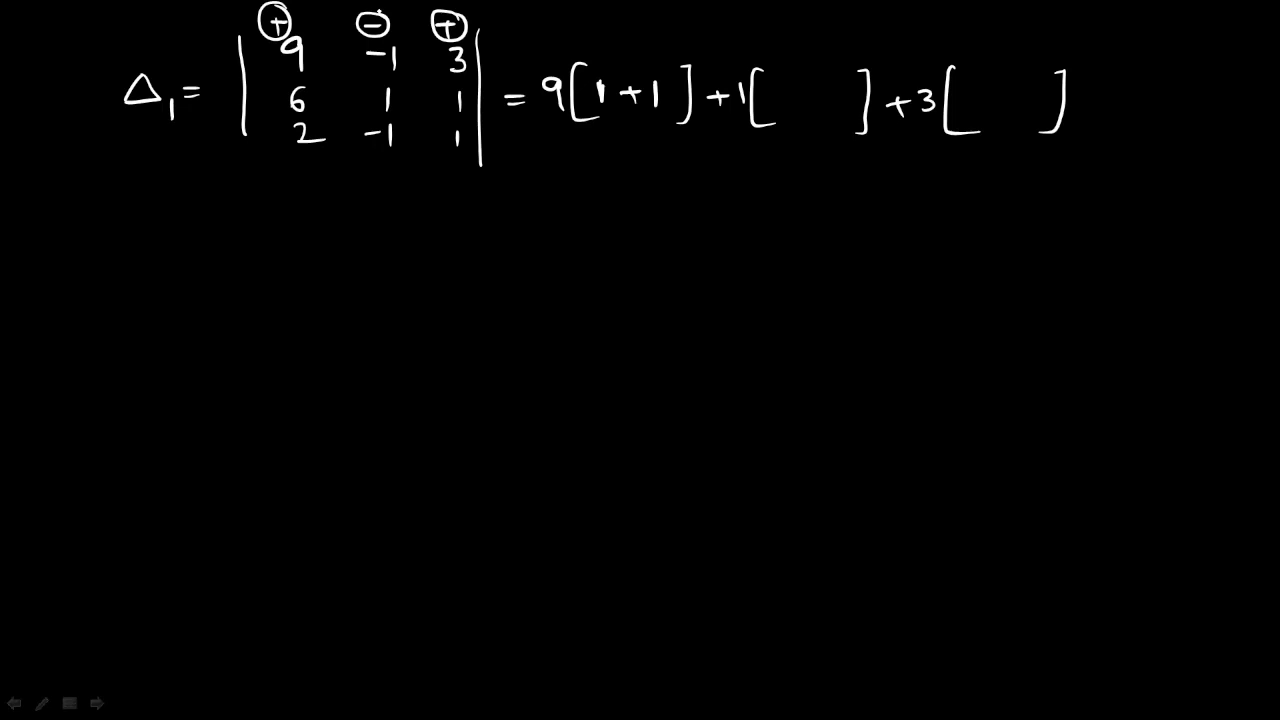 ⊕ ⊖ ⊕
Δ₁ = | 9 -1 3 |
| 6 1 1 | = 9[1+1] +1[ ] +3[ ]
| 2 -1 1 |